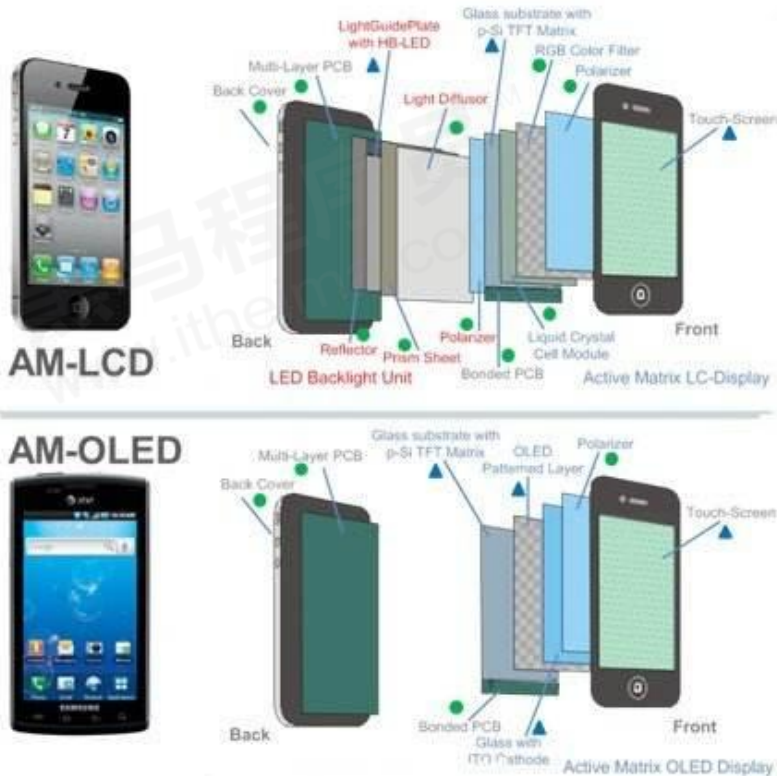 LightGuidePlate
with HB-LED
Glass substrate with
p-Si TFT Matrix
RGB Color Filter
Multi-Layer PCB
Polarizer
Back Cover
Light Diffusor
Touch-Screen
Back
Front
Reflector
Prism Sheet
Polarizer
Liquid Crystal
Cell Module
Bonded PCB
AM-LCD
LED Backlight Unit
Active Matrix LC-Display
AM-OLED
Glass substrate with
p-Si TFT Matrix
OLED
Patterned Layer
Polarizer
Multi-Layer PCB
Back Cover
at&t
Google
Touch-Screen
SAMSUNG
Back
Bonded PCB
Front
Glass with
ITO Cathode
Active Matrix OLED Display